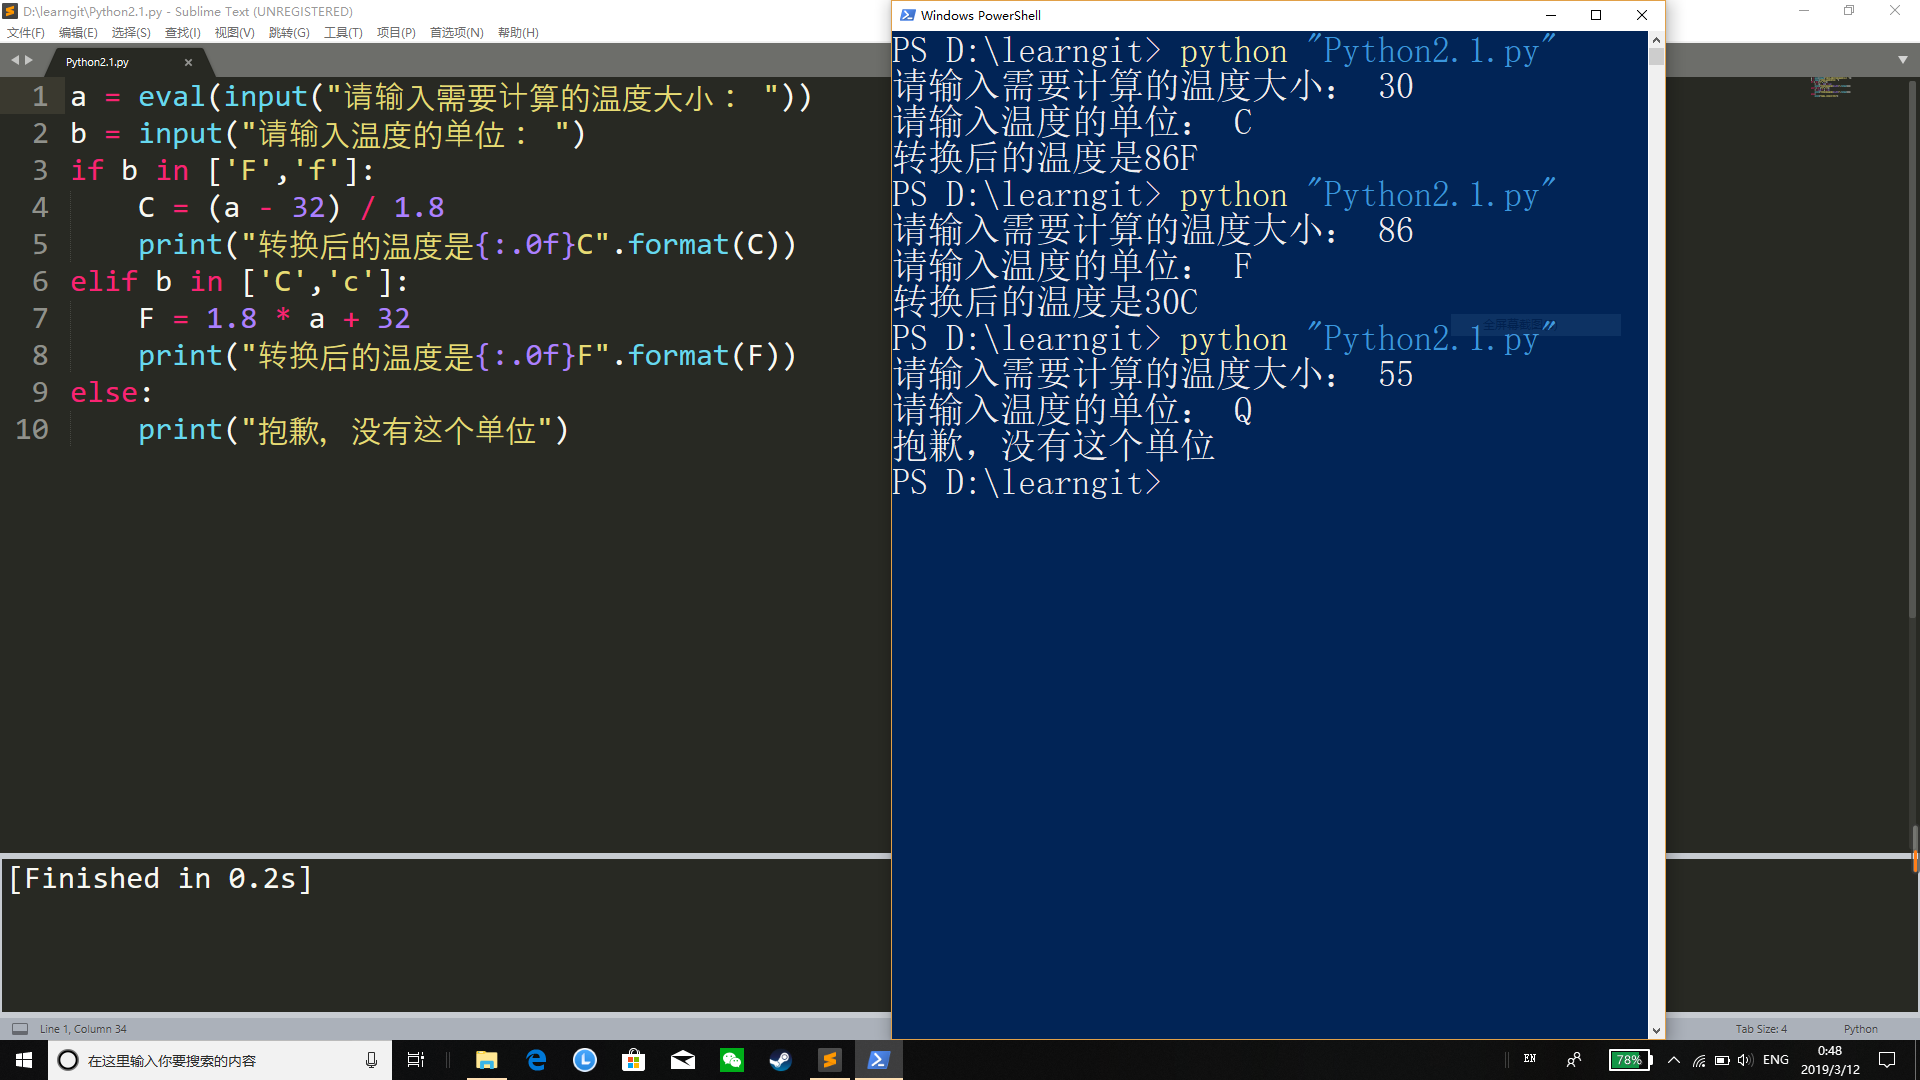 D:\learngit\Python2.1.py - Sublime Text (UNREGISTERED)
文件(F) 编辑(E) 选择(S) 查找(I) 视图(V) 跳转(G) 工具(T) 项目(P) 首选项(N) 帮助(H)
Python2.1.py
1 a = eval(input("请输入需要计算的温度大小： "))
2 b = input("请输入温度的单位： ")
3 if b in ['F','f']:
4 C = (a - 32) / 1.8
5 print("转换后的温度是{:.0f}C".format(C))
6 elif b in ['C','c']:
7 F = 1.8 * a + 32
8 print("转换后的温度是{:.0f}F".format(F))
9 else:
10 print("抱歉，没有这个单位")
[Finished in 0.2s]
Line 1, Column 34
Tab Size: 4
Python
Windows PowerShell
PS D:\learngit> python "Python2.1.py"
请输入需要计算的温度大小： 30
请输入温度的单位： C
转换后的温度是86F
PS D:\learngit> python "Python2.1.py"
请输入需要计算的温度大小： 86
请输入温度的单位： F
转换后的温度是30C
PS D:\learngit> python "Python2.1.py"
请输入需要计算的温度大小： 55
请输入温度的单位： Q
抱歉，没有这个单位
PS D:\learngit>
在这里输入你要搜索的内容
EN
78%
ENG
0:48
2019/3/12